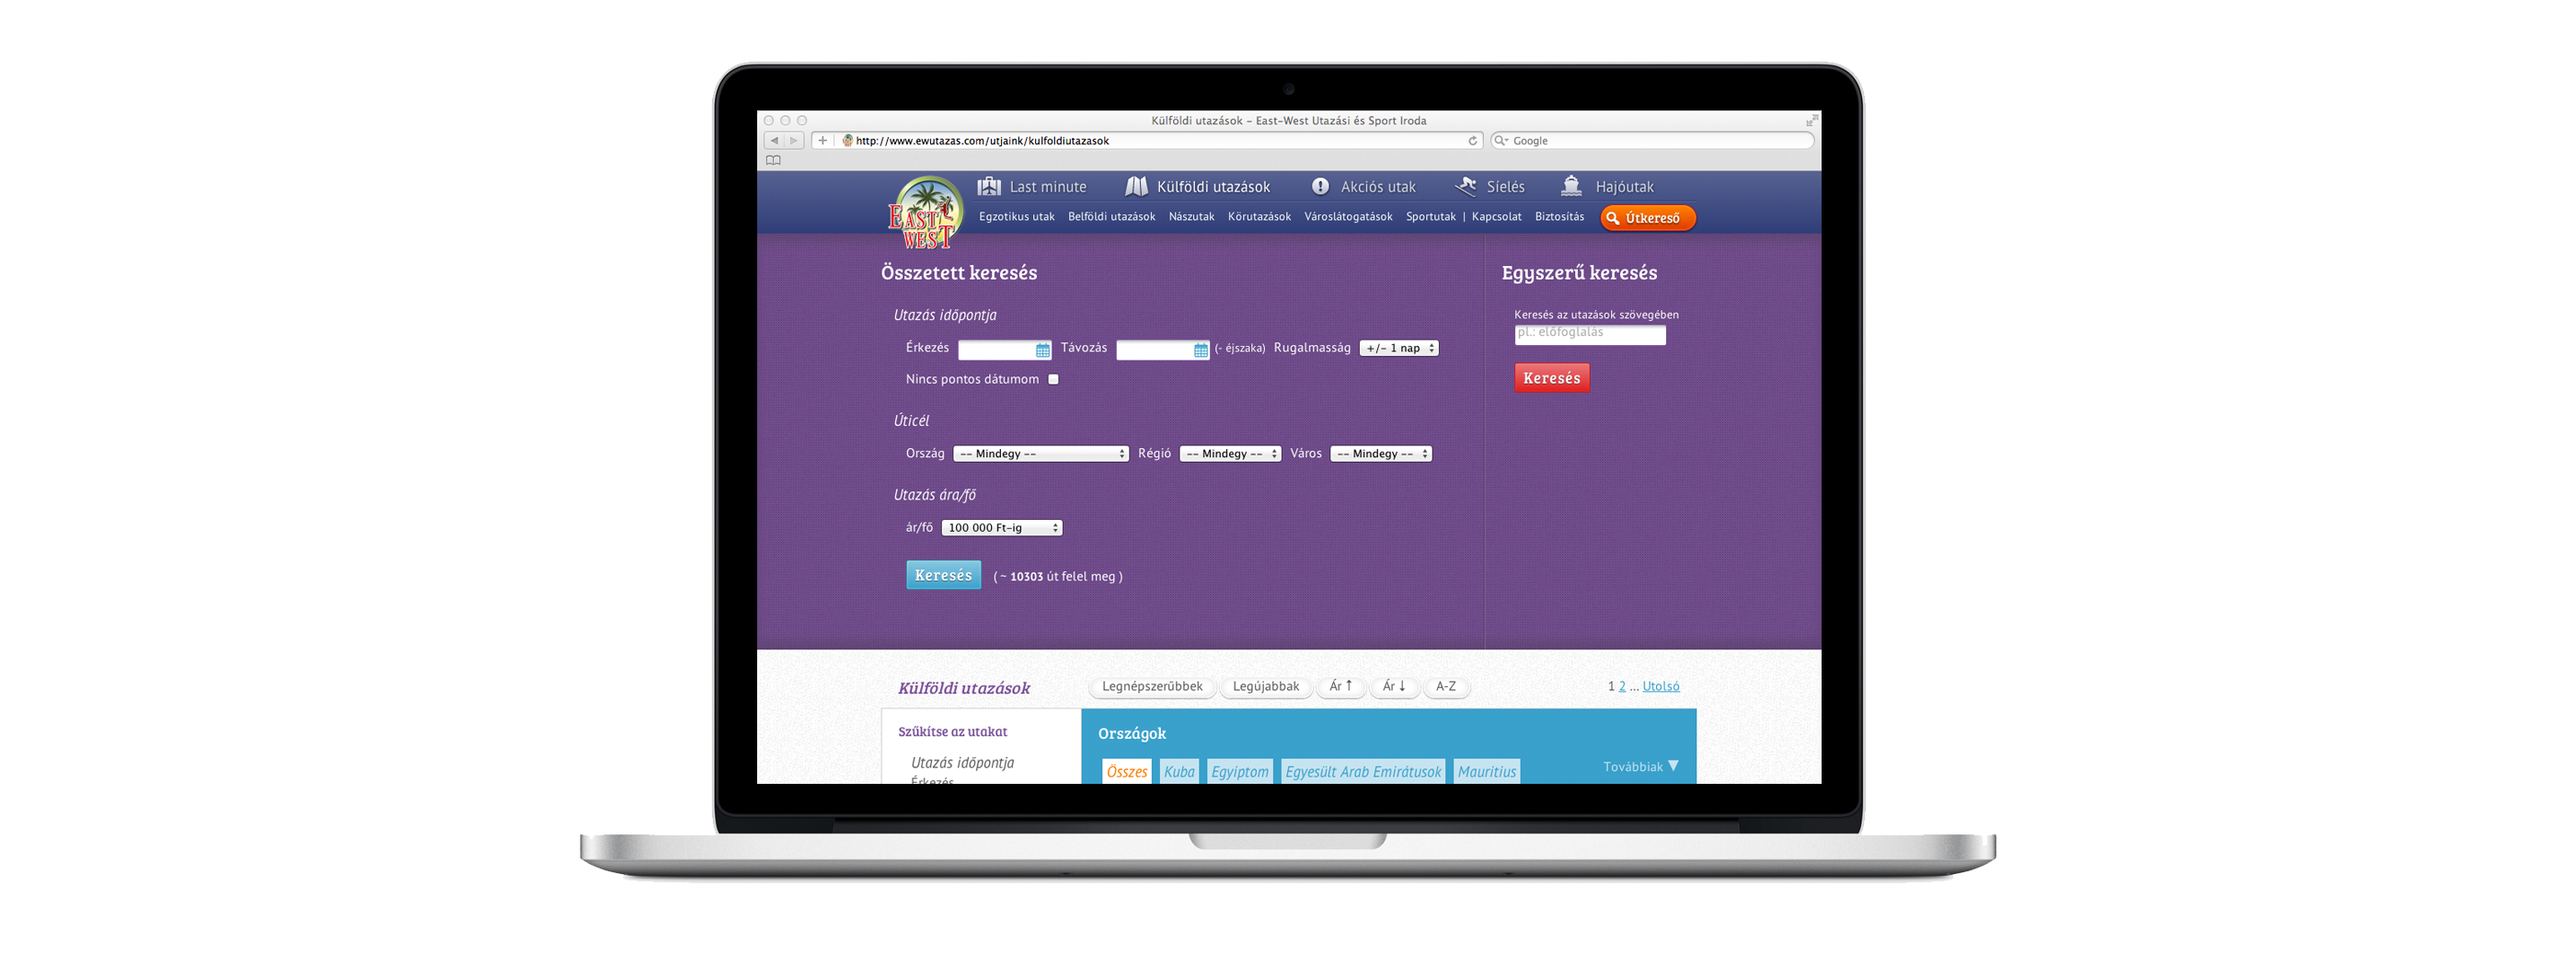 Külföldi utazások – East-West Utazási és Sport Iroda
http://www.ewutazas.com/utjaink/kulfoldiutazasok
Google
EAST WEST
Last minute
Külföldi utazások
Akciós utak
Síelés
Hajóutak
Egzotikus utak Belföldi utazások Nászutak Körutazások Városlátogatások Sportutak | Kapcsolat Biztosítás
Útkereső
Összetett keresés
Utazás időpontja
Érkezés Távozás (- éjszaka) Rugalmasság +/- 1 nap
Nincs pontos dátumom
Úticél
Ország -- Mindegy -- Régió -- Mindegy -- Város -- Mindegy --
Utazás ára/fő
ár/fő 100 000 Ft-ig
Keresés ( ~ 10303 út felel meg )
Egyszerű keresés
Keresés az utazások szövegében
pl.: előfoglalás
Keresés
Külföldi utazások
Legnépszerűbbek Legújabbak Ár ↑ Ár ↓ A-Z
1 2 ... Utolsó
Szűkítse az utakat
Utazás időpontja
Érkezés
Országok
Összes Kuba Egyiptom Egyesült Arab Emirátusok Mauritius
Továbbiak ▼